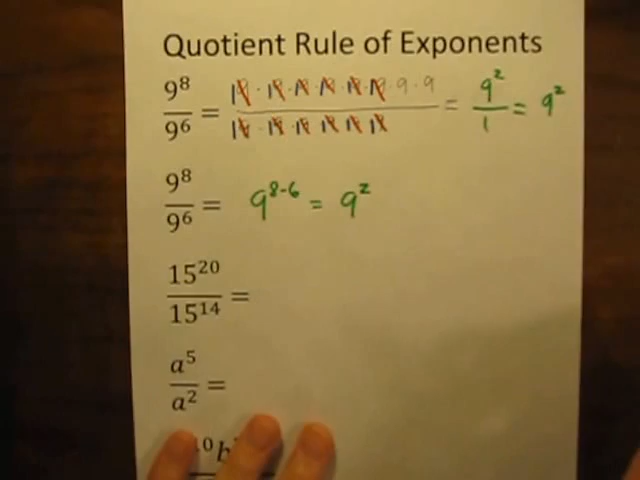 Quotient Rule of Exponents
9⁸/9⁶ = 9·9·9·9·9·9·9·9 / 9·9·9·9·9·9 = 9²/1 = 9²
9⁸/9⁶ = 9⁸⁻⁶ = 9²
15²⁰/15¹⁴ =
a⁵/a² =